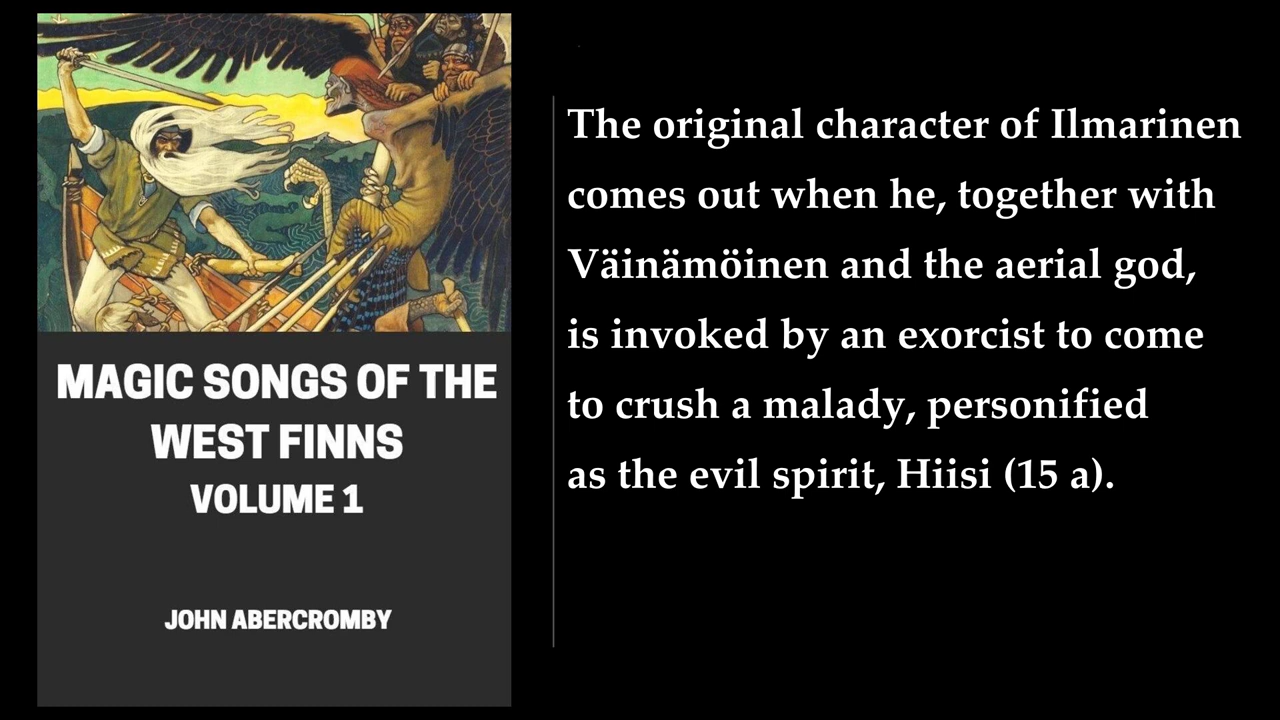 MAGIC SONGS OF THE
WEST FINNS
VOLUME 1
JOHN ABERCROMBY
The original character of Ilmarinen
comes out when he, together with
Väinämöinen and the aerial god,
is invoked by an exorcist to come
to crush a malady, personified
as the evil spirit, Hiisi (15 a).